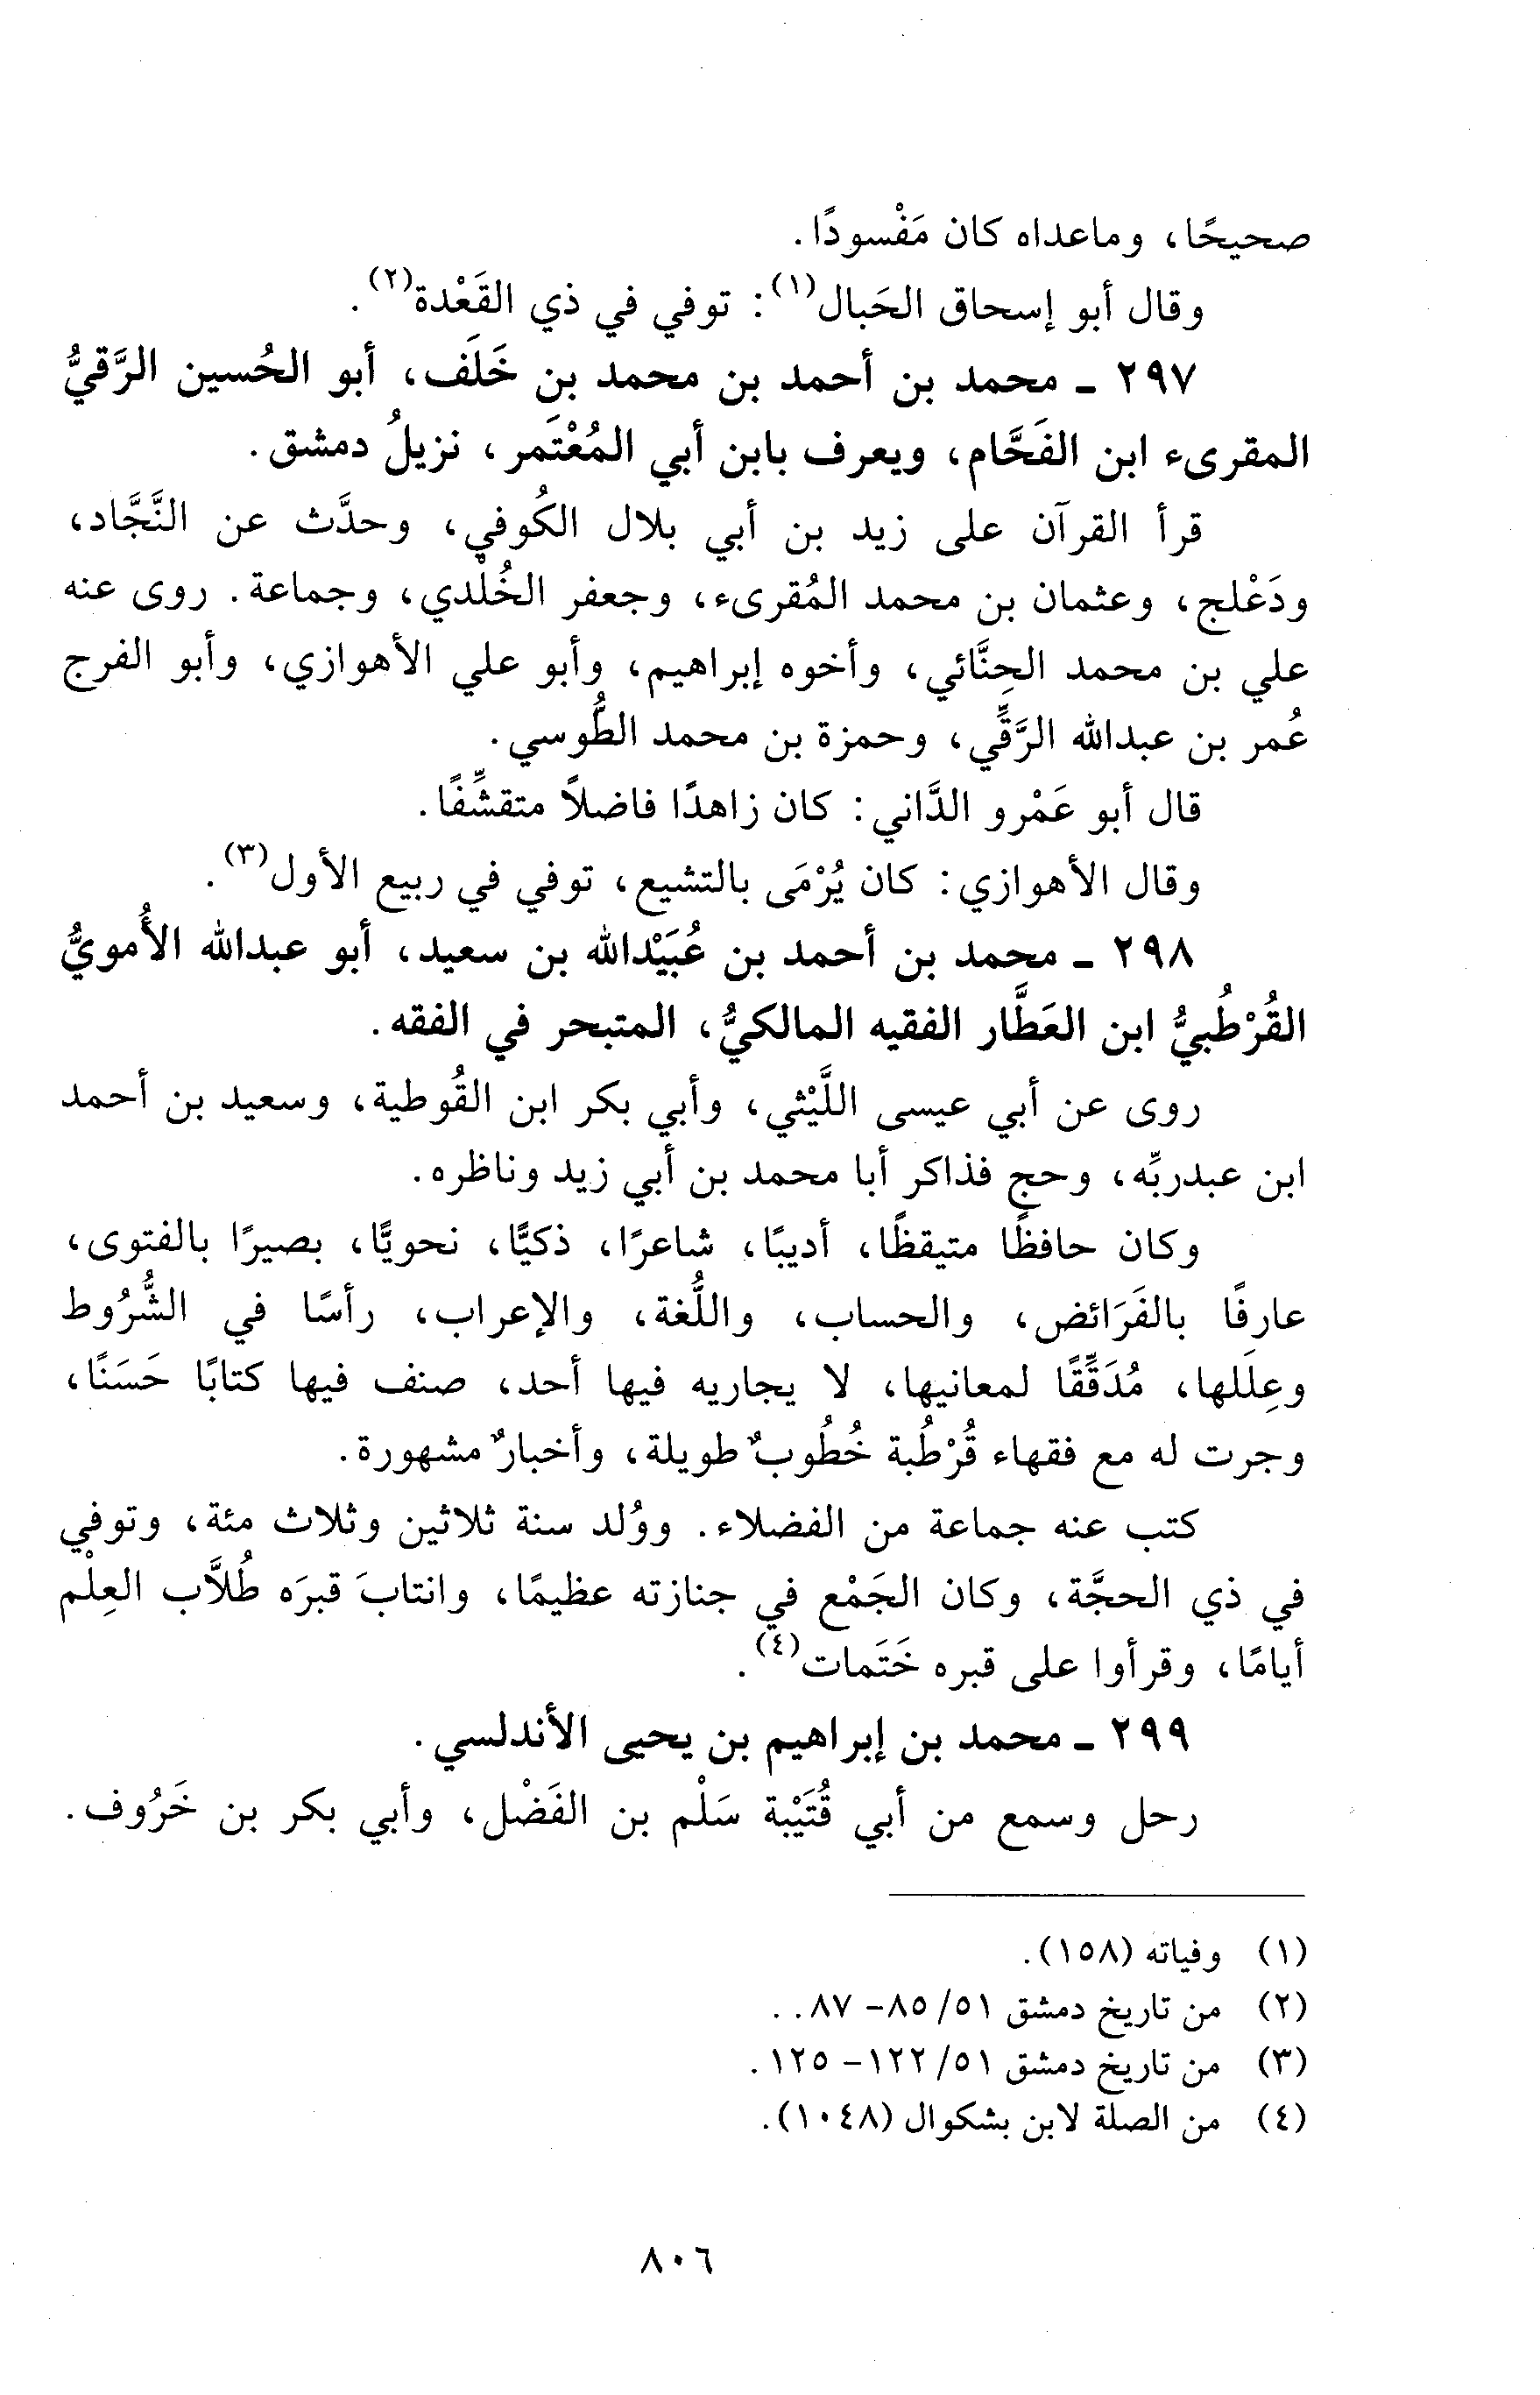 صحيحًا، وماعداه كان مَفْسودًا.
وقال أبو إسحاق الحَبال(١): توفي في ذي القَعْدة(٢).
٢٩٧ ـ محمد بن أحمد بن محمد بن خَلَف، أبو الحُسين الرَّقيُّ
المقرىء ابن الفَحَّام، ويعرف بابن أبي المُعْتَمر، نزيلُ دمشق.
قرأ القرآن على زيد بن أبي بلال الكُوفي، وحدَّث عن النَّجَّاد،
ودَعْلج، وعثمان بن محمد المُقرىء، وجعفر الخُلْدي، وجماعة. روى عنه
علي بن محمد الحِنَّائي، وأخوه إبراهيم، وأبو علي الأهوازي، وأبو الفرج
عُمر بن عبدالله الرَّقِّي، وحمزة بن محمد الطُّوسي.
قال أبو عَمْرو الدَّاني: كان زاهدًا فاضلاً متقشِّفًا.
وقال الأهوازي: كان يُرْمَى بالتشيع، توفي في ربيع الأول(٣).
٢٩٨ ـ محمد بن أحمد بن عُبَيْدالله بن سعيد، أبو عبدالله الأُمويُّ
القُرْطُبيُّ ابن العَطَّار الفقيه المالكيُّ، المتبحر في الفقه.
روى عن أبي عيسى اللَّيْثي، وأبي بكر ابن القُوطية، وسعيد بن أحمد
ابن عبدربِّه، وحج فذاكر أبا محمد بن أبي زيد وناظره.
وكان حافظًا متيقظًا، أديبًا، شاعرًا، ذكيًّا، نحويًّا، بصيرًا بالفتوى،
عارفًا بالفَرَائض، والحساب، واللُّغة، والإعراب، رأسًا في الشُّرُوط
وعِلَلها، مُدَقِّقًا لمعانيها، لا يجاريه فيها أحد، صنف فيها كتابًا حَسَنًا،
وجرت له مع فقهاء قُرْطُبة خُطُوبٌ طويلة، وأخبارٌ مشهورة.
كتب عنه جماعة من الفضلاء. ووُلد سنة ثلاثين وثلاث مئة، وتوفي
في ذي الحجَّة، وكان الجَمْع في جنازته عظيمًا، وانتابَ قبرَه طُلاَّب العِلْم
أيامًا، وقرأوا على قبره خَتَمات(٤).
٢٩٩ ـ محمد بن إبراهيم بن يحيى الأندلسي.
رحل وسمع من أبي قُتَيْبة سَلْم بن الفَضْل، وأبي بكر بن خَرُوف.
(١) وفياته (١٥٨).
(٢) من تاريخ دمشق ٥١/ ٨٥- ٨٧..
(٣) من تاريخ دمشق ٥١/ ١٢٢- ١٢٥.
(٤) من الصلة لابن بشكوال (١٠٤٨).
٨٠٦